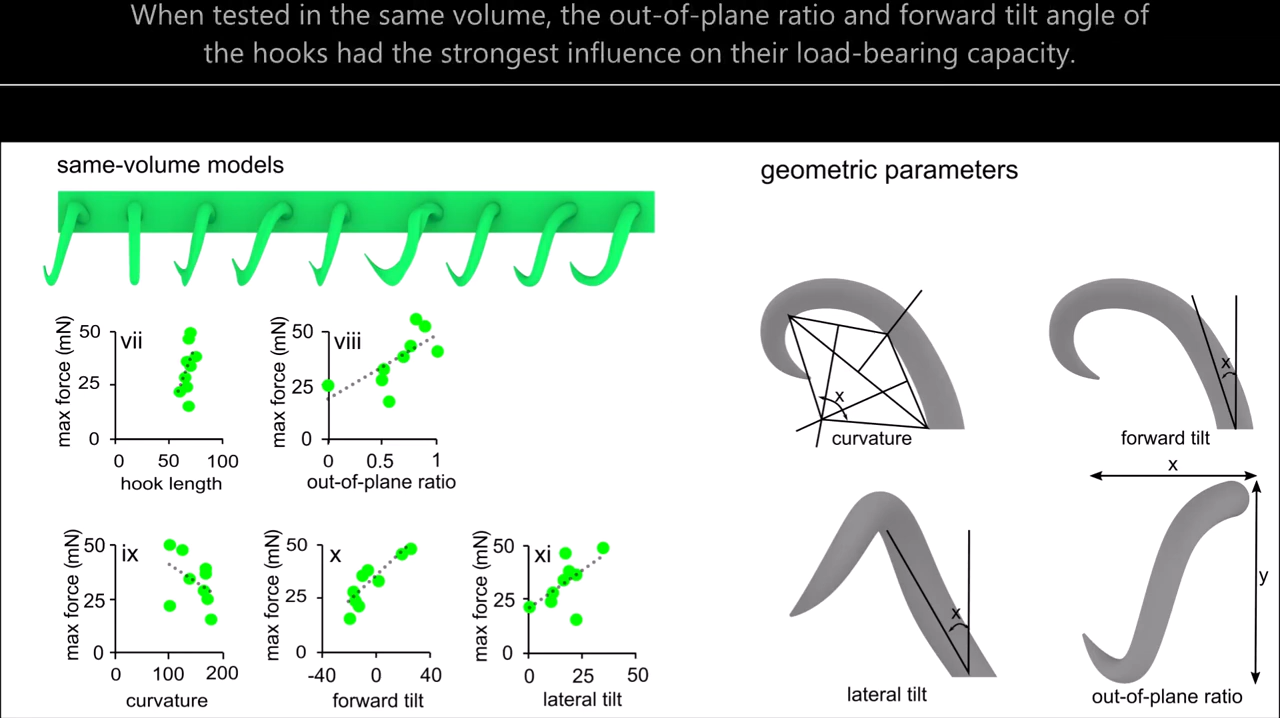 When tested in the same volume, the out-of-plane ratio and forward tilt angle of
the hooks had the strongest influence on their load-bearing capacity.
same-volume models
geometric parameters
max force (mN)
50
25
0
vii
0 50 100
hook length
max force (mN)
50
25
0
viii
0 0.5 1
out-of-plane ratio
x
curvature
x
forward tilt
max force (mN)
50
25
0
ix
0 100 200
curvature
max force (mN)
50
25
0
x
-40 0 40
forward tilt
max force (mN)
50
25
0
xi
0 25 50
lateral tilt
x
lateral tilt
x
y
out-of-plane ratio